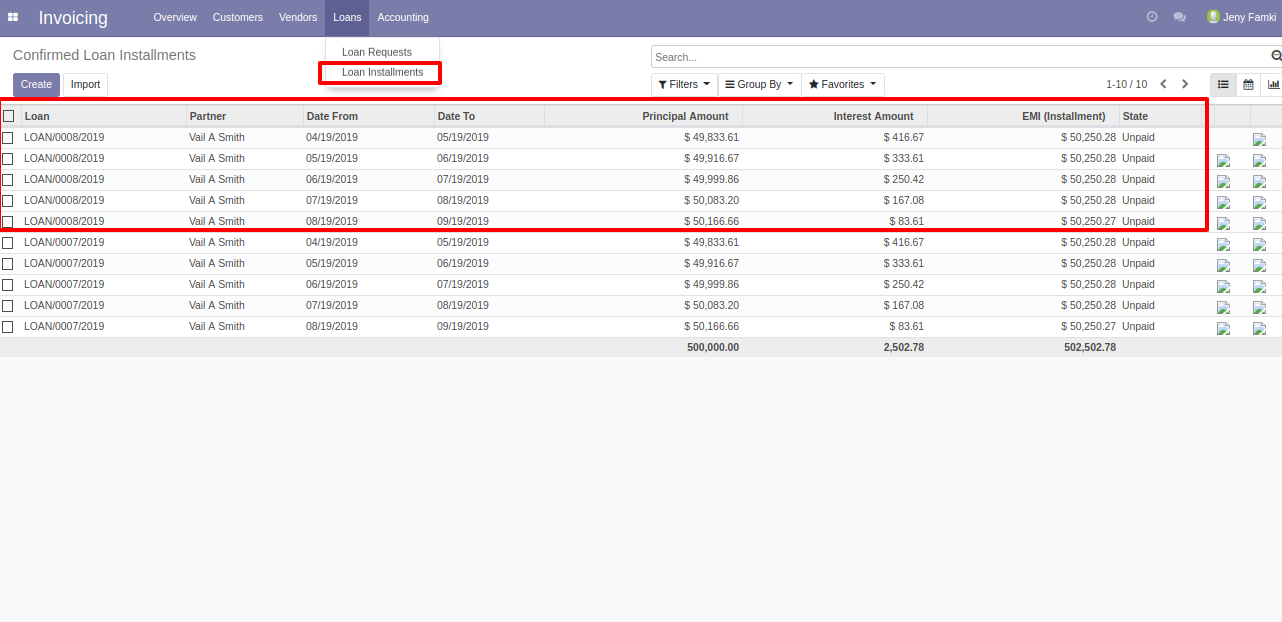 Invoicing Overview Customers Vendors Loans Accounting Jeny Famki
Confirmed Loan Installments
Loan Requests
Search...
Loan Installments
Create Import Filters Group By Favorites 1-10 / 10
Loan Partner Date From Date To Principal Amount Interest Amount EMI (Installment) State
LOAN/0008/2019 Vail A Smith 04/19/2019 05/19/2019 $ 49,833.61 $ 416.67 $ 50,250.28 Unpaid
LOAN/0008/2019 Vail A Smith 05/19/2019 06/19/2019 $ 49,916.67 $ 333.61 $ 50,250.28 Unpaid
LOAN/0008/2019 Vail A Smith 06/19/2019 07/19/2019 $ 49,999.86 $ 250.42 $ 50,250.28 Unpaid
LOAN/0008/2019 Vail A Smith 07/19/2019 08/19/2019 $ 50,083.20 $ 167.08 $ 50,250.28 Unpaid
LOAN/0008/2019 Vail A Smith 08/19/2019 09/19/2019 $ 50,166.66 $ 83.61 $ 50,250.27 Unpaid
LOAN/0007/2019 Vail A Smith 04/19/2019 05/19/2019 $ 49,833.61 $ 416.67 $ 50,250.28 Unpaid
LOAN/0007/2019 Vail A Smith 05/19/2019 06/19/2019 $ 49,916.67 $ 333.61 $ 50,250.28 Unpaid
LOAN/0007/2019 Vail A Smith 06/19/2019 07/19/2019 $ 49,999.86 $ 250.42 $ 50,250.28 Unpaid
LOAN/0007/2019 Vail A Smith 07/19/2019 08/19/2019 $ 50,083.20 $ 167.08 $ 50,250.28 Unpaid
LOAN/0007/2019 Vail A Smith 08/19/2019 09/19/2019 $ 50,166.66 $ 83.61 $ 50,250.27 Unpaid
500,000.00 2,502.78 502,502.78